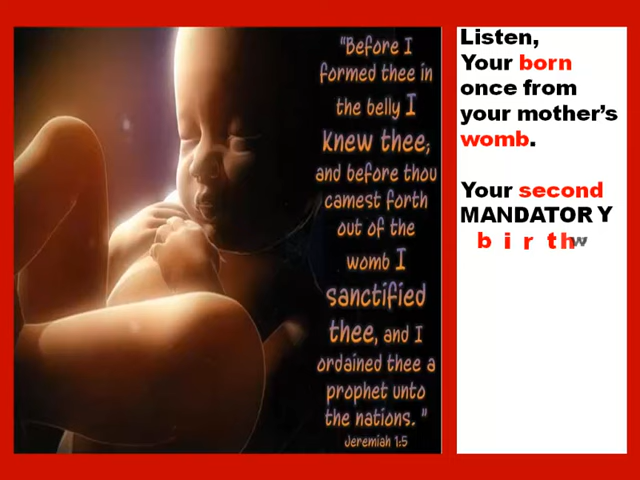 "Before I
formed thee in
the belly I
knew thee;
and before thou
camest forth
out of the
womb I
sanctified
thee, and I
ordained thee a
prophet unto
the nations."
Jeremiah 1:5
Listen,
Your born
once from
your mother's
womb.
Your second
MANDATORY
birthw